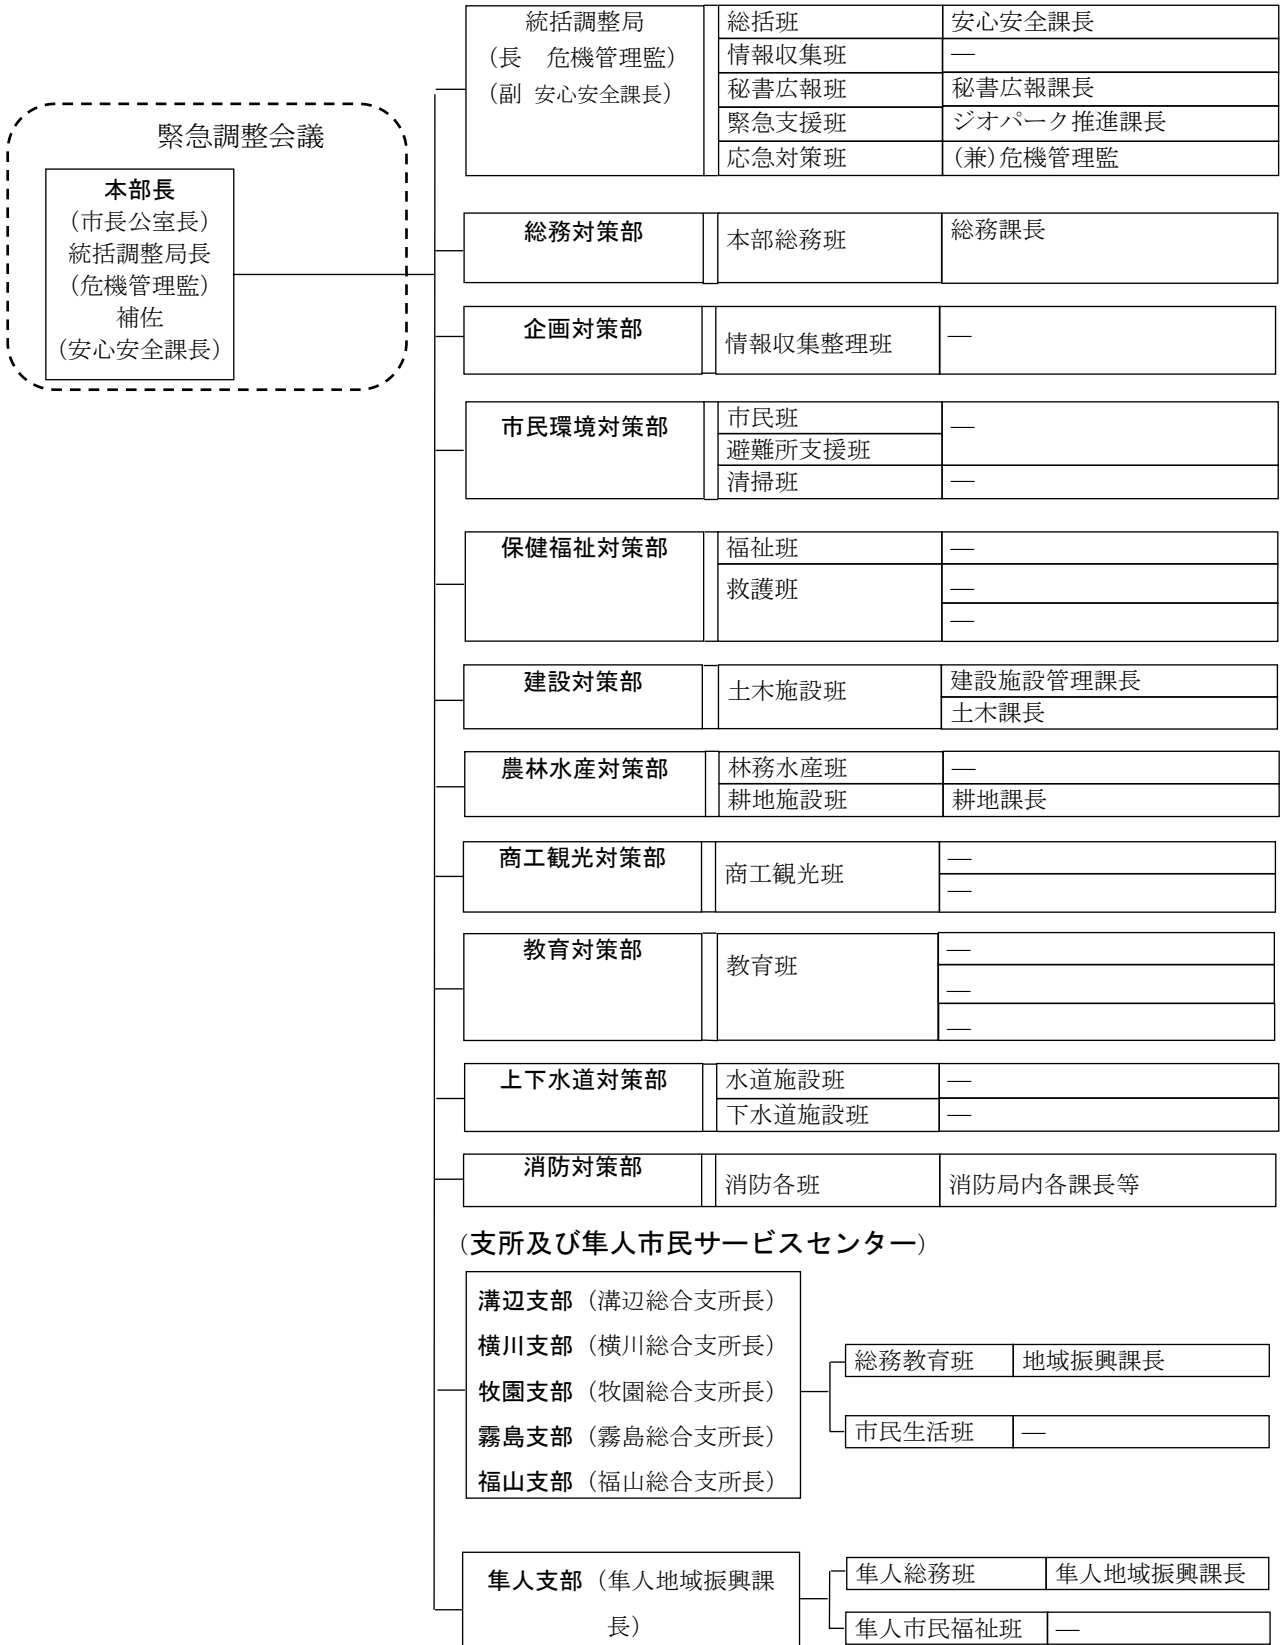 緊急調整会議
本部長
(市長公室長)
統括調整局長
(危機管理監)
補佐
(安心安全課長)
統括調整局
(長　危機管理監)
(副 安心安全課長)
総括班 安心安全課長
情報収集班 ―
秘書広報班 秘書広報課長
緊急支援班 ジオパーク推進課長
応急対策班 (兼)危機管理監
総務対策部 本部総務班 総務課長
企画対策部 情報収集整理班 ―
市民環境対策部 市民班 ―
避難所支援班
清掃班 ―
保健福祉対策部 福祉班 ―
救護班 ―
―
建設対策部 土木施設班 建設施設管理課長
土木課長
農林水産対策部 林務水産班 ―
耕地施設班 耕地課長
商工観光対策部 商工観光班 ―
―
教育対策部 教育班 ―
―
―
上下水道対策部 水道施設班 ―
下水道施設班 ―
消防対策部 消防各班 消防局内各課長等
(支所及び隼人市民サービスセンター)
溝辺支部(溝辺総合支所長)
横川支部(横川総合支所長)
牧園支部(牧園総合支所長)
霧島支部(霧島総合支所長)
福山支部(福山総合支所長)
総務教育班 地域振興課長
市民生活班 ―
隼人支部(隼人地域振興課
長)
隼人総務班 隼人地域振興課長
隼人市民福祉班 ―